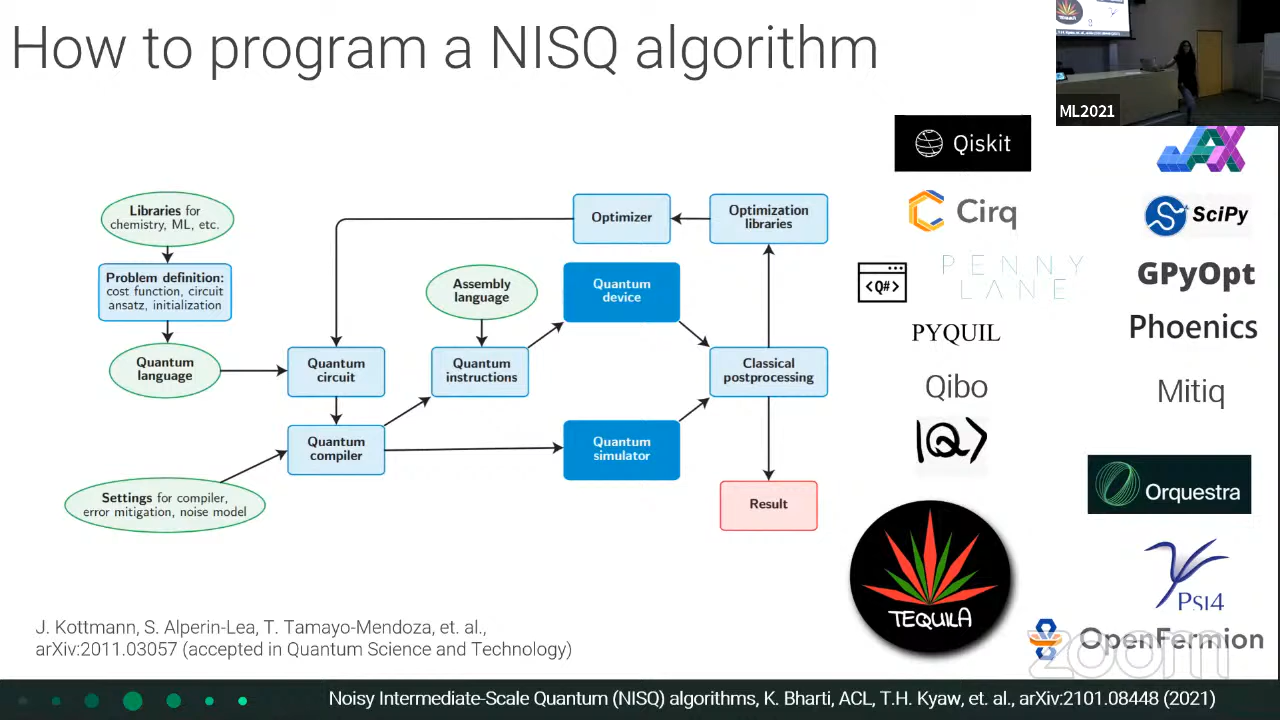 How to program a NISQ algorithm
ML2021
Libraries for
chemistry, ML, etc.
Problem definition:
cost function, circuit
ansatz, initialization
Quantum
language
Settings for compiler,
error mitigation, noise model
Quantum
circuit
Quantum
compiler
Assembly
language
Quantum
instructions
Optimizer
Optimization
libraries
Quantum
device
Quantum
simulator
Classical
postprocessing
Result
Qiskit
Cirq
<Q#>
PENNY
LANE
PYQUIL
Qibo
|Q⟩
TEQUILA
JAX
SciPy
GPyOpt
Phoenics
Mitiq
Orquestra
PSI4
OpenFermion
zoom
J. Kottmann, S. Alperin-Lea, T. Tamayo-Mendoza, et. al.,
arXiv:2011.03057 (accepted in Quantum Science and Technology)
Noisy Intermediate-Scale Quantum (NISQ) algorithms, K. Bharti, ACL, T.H. Kyaw, et. al., arXiv:2101.08448 (2021)